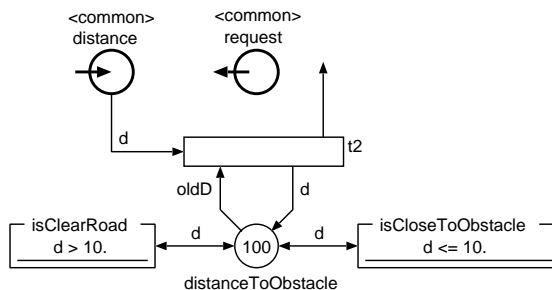 <common>
distance
<common>
request
d
t2
oldD
d
isClearRoad
d > 10.
d
100
d
isCloseToObstacle
d <= 10.
distanceToObstacle